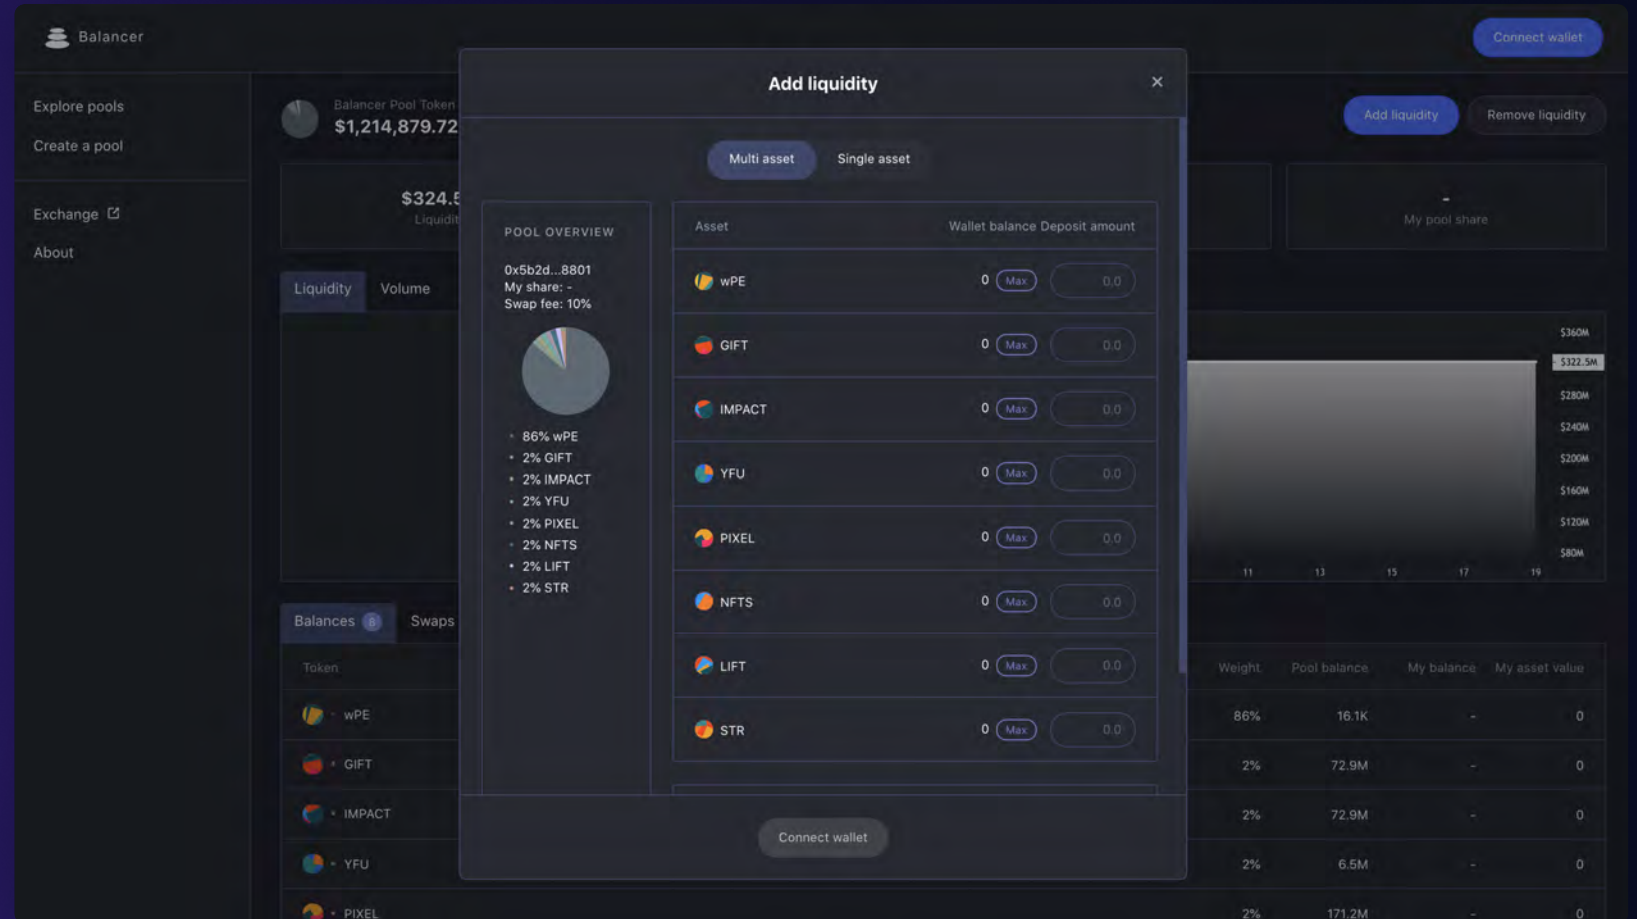 Balancer
Connect wallet
Explore pools
Create a pool
Exchange
About
Balancer Pool Token
$1,214,879.72
Add liquidity
Remove liquidity
$324.5
Liquidit
-
My pool share
Liquidity Volume
$360M
$322.5M
$280M
$240M
$200M
$160M
$120M
$80M
11 13 15 17 19
Balances 8 Swaps
Token Weight Pool balance My balance My asset value
wPE 86% 16.1K - 0
GIFT 2% 72.9M - 0
IMPACT 2% 72.9M - 0
YFU 2% 6.5M - 0
PIXEL 2% 171.2M - 0
Add liquidity
Multi asset Single asset
POOL OVERVIEW
0x5b2d...8801
My share: -
Swap fee: 10%
86% wPE
2% GIFT
2% IMPACT
2% YFU
2% PIXEL
2% NFTS
2% LIFT
2% STR
Asset Wallet balance Deposit amount
wPE 0 Max 0.0
GIFT 0 Max 0.0
IMPACT 0 Max 0.0
YFU 0 Max 0.0
PIXEL 0 Max 0.0
NFTS 0 Max 0.0
LIFT 0 Max 0.0
STR 0 Max 0.0
Connect wallet